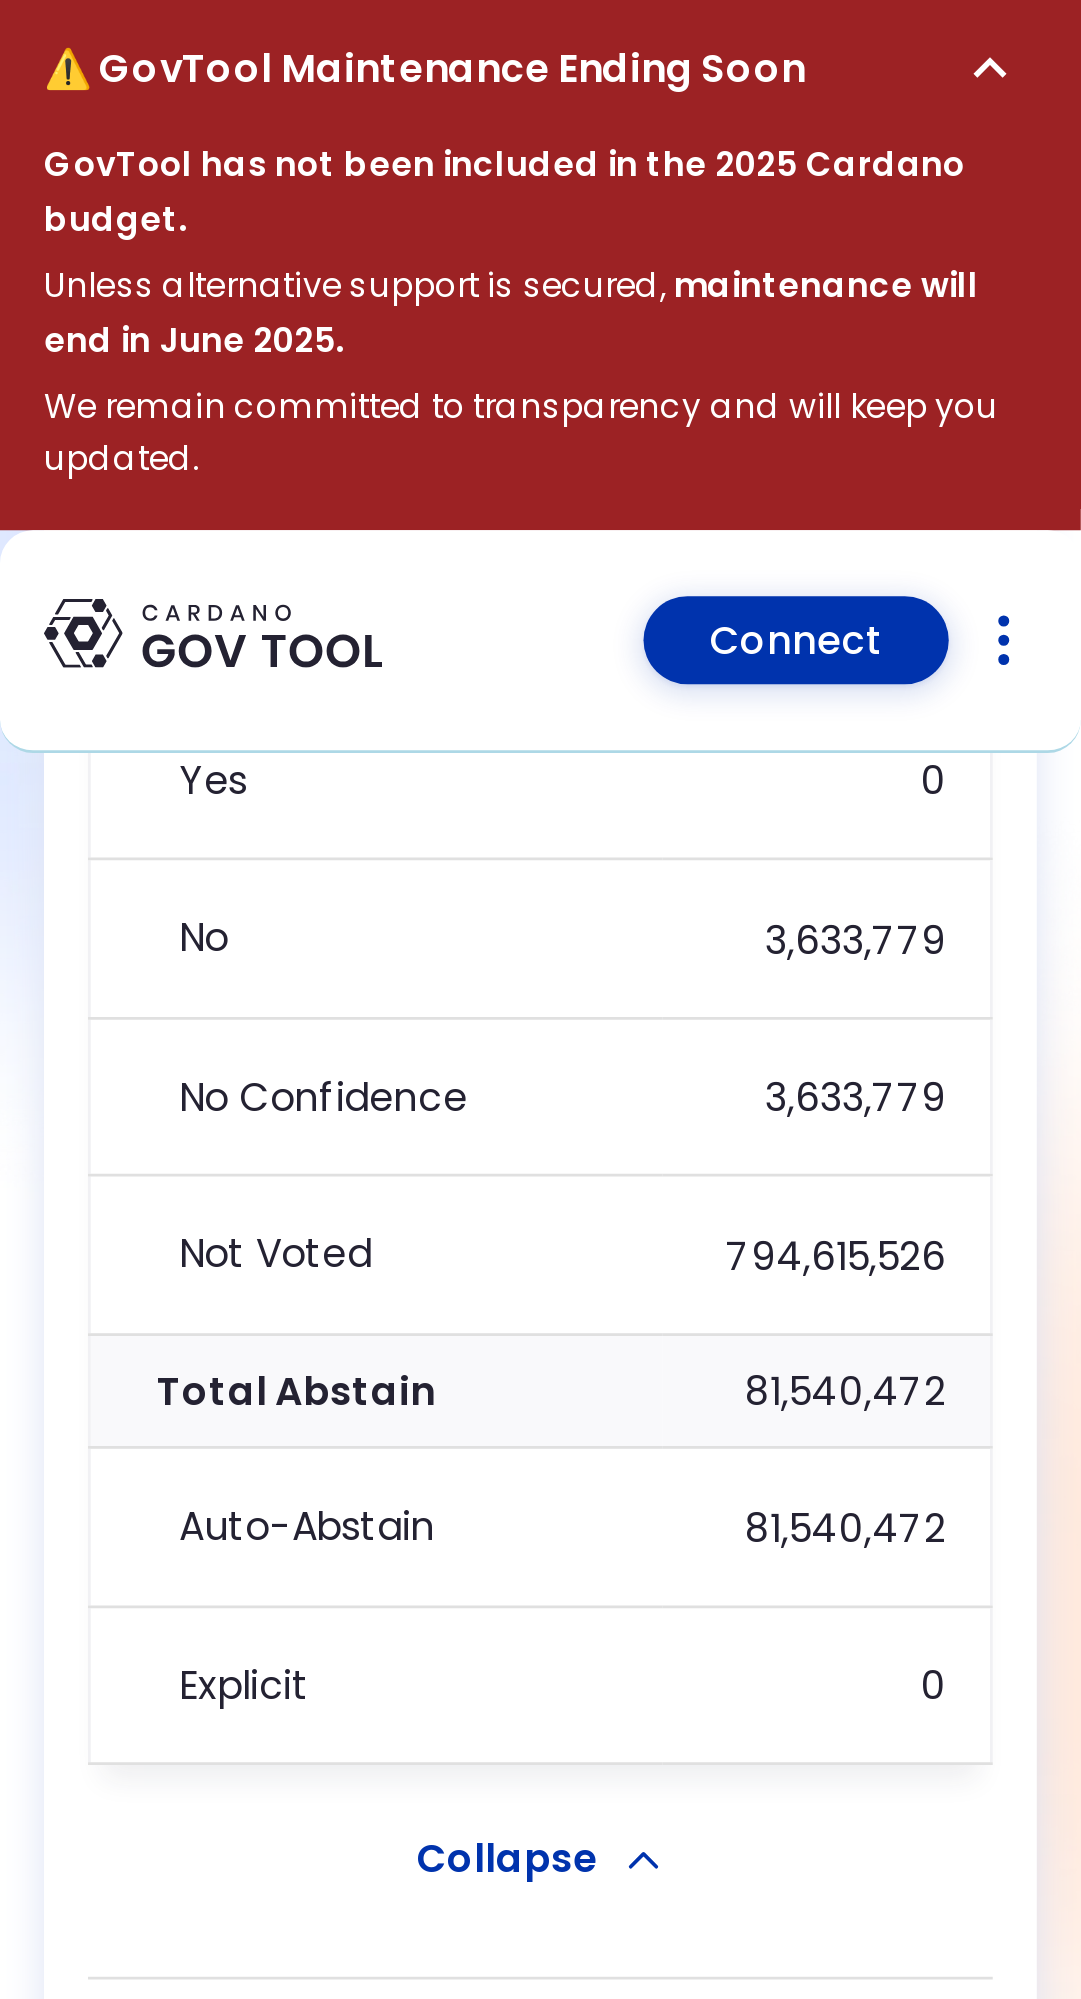 ⚠️ GovTool Maintenance Ending Soon
GovTool has not been included in the 2025 Cardano
budget.
Unless alternative support is secured, maintenance will
end in June 2025.
We remain committed to transparency and will keep you
updated.
CARDANO
GOV TOOL
Connect
Yes 0
No 3,633,779
No Confidence 3,633,779
Not Voted 794,615,526
Total Abstain 81,540,472
Auto-Abstain 81,540,472
Explicit 0
Collapse